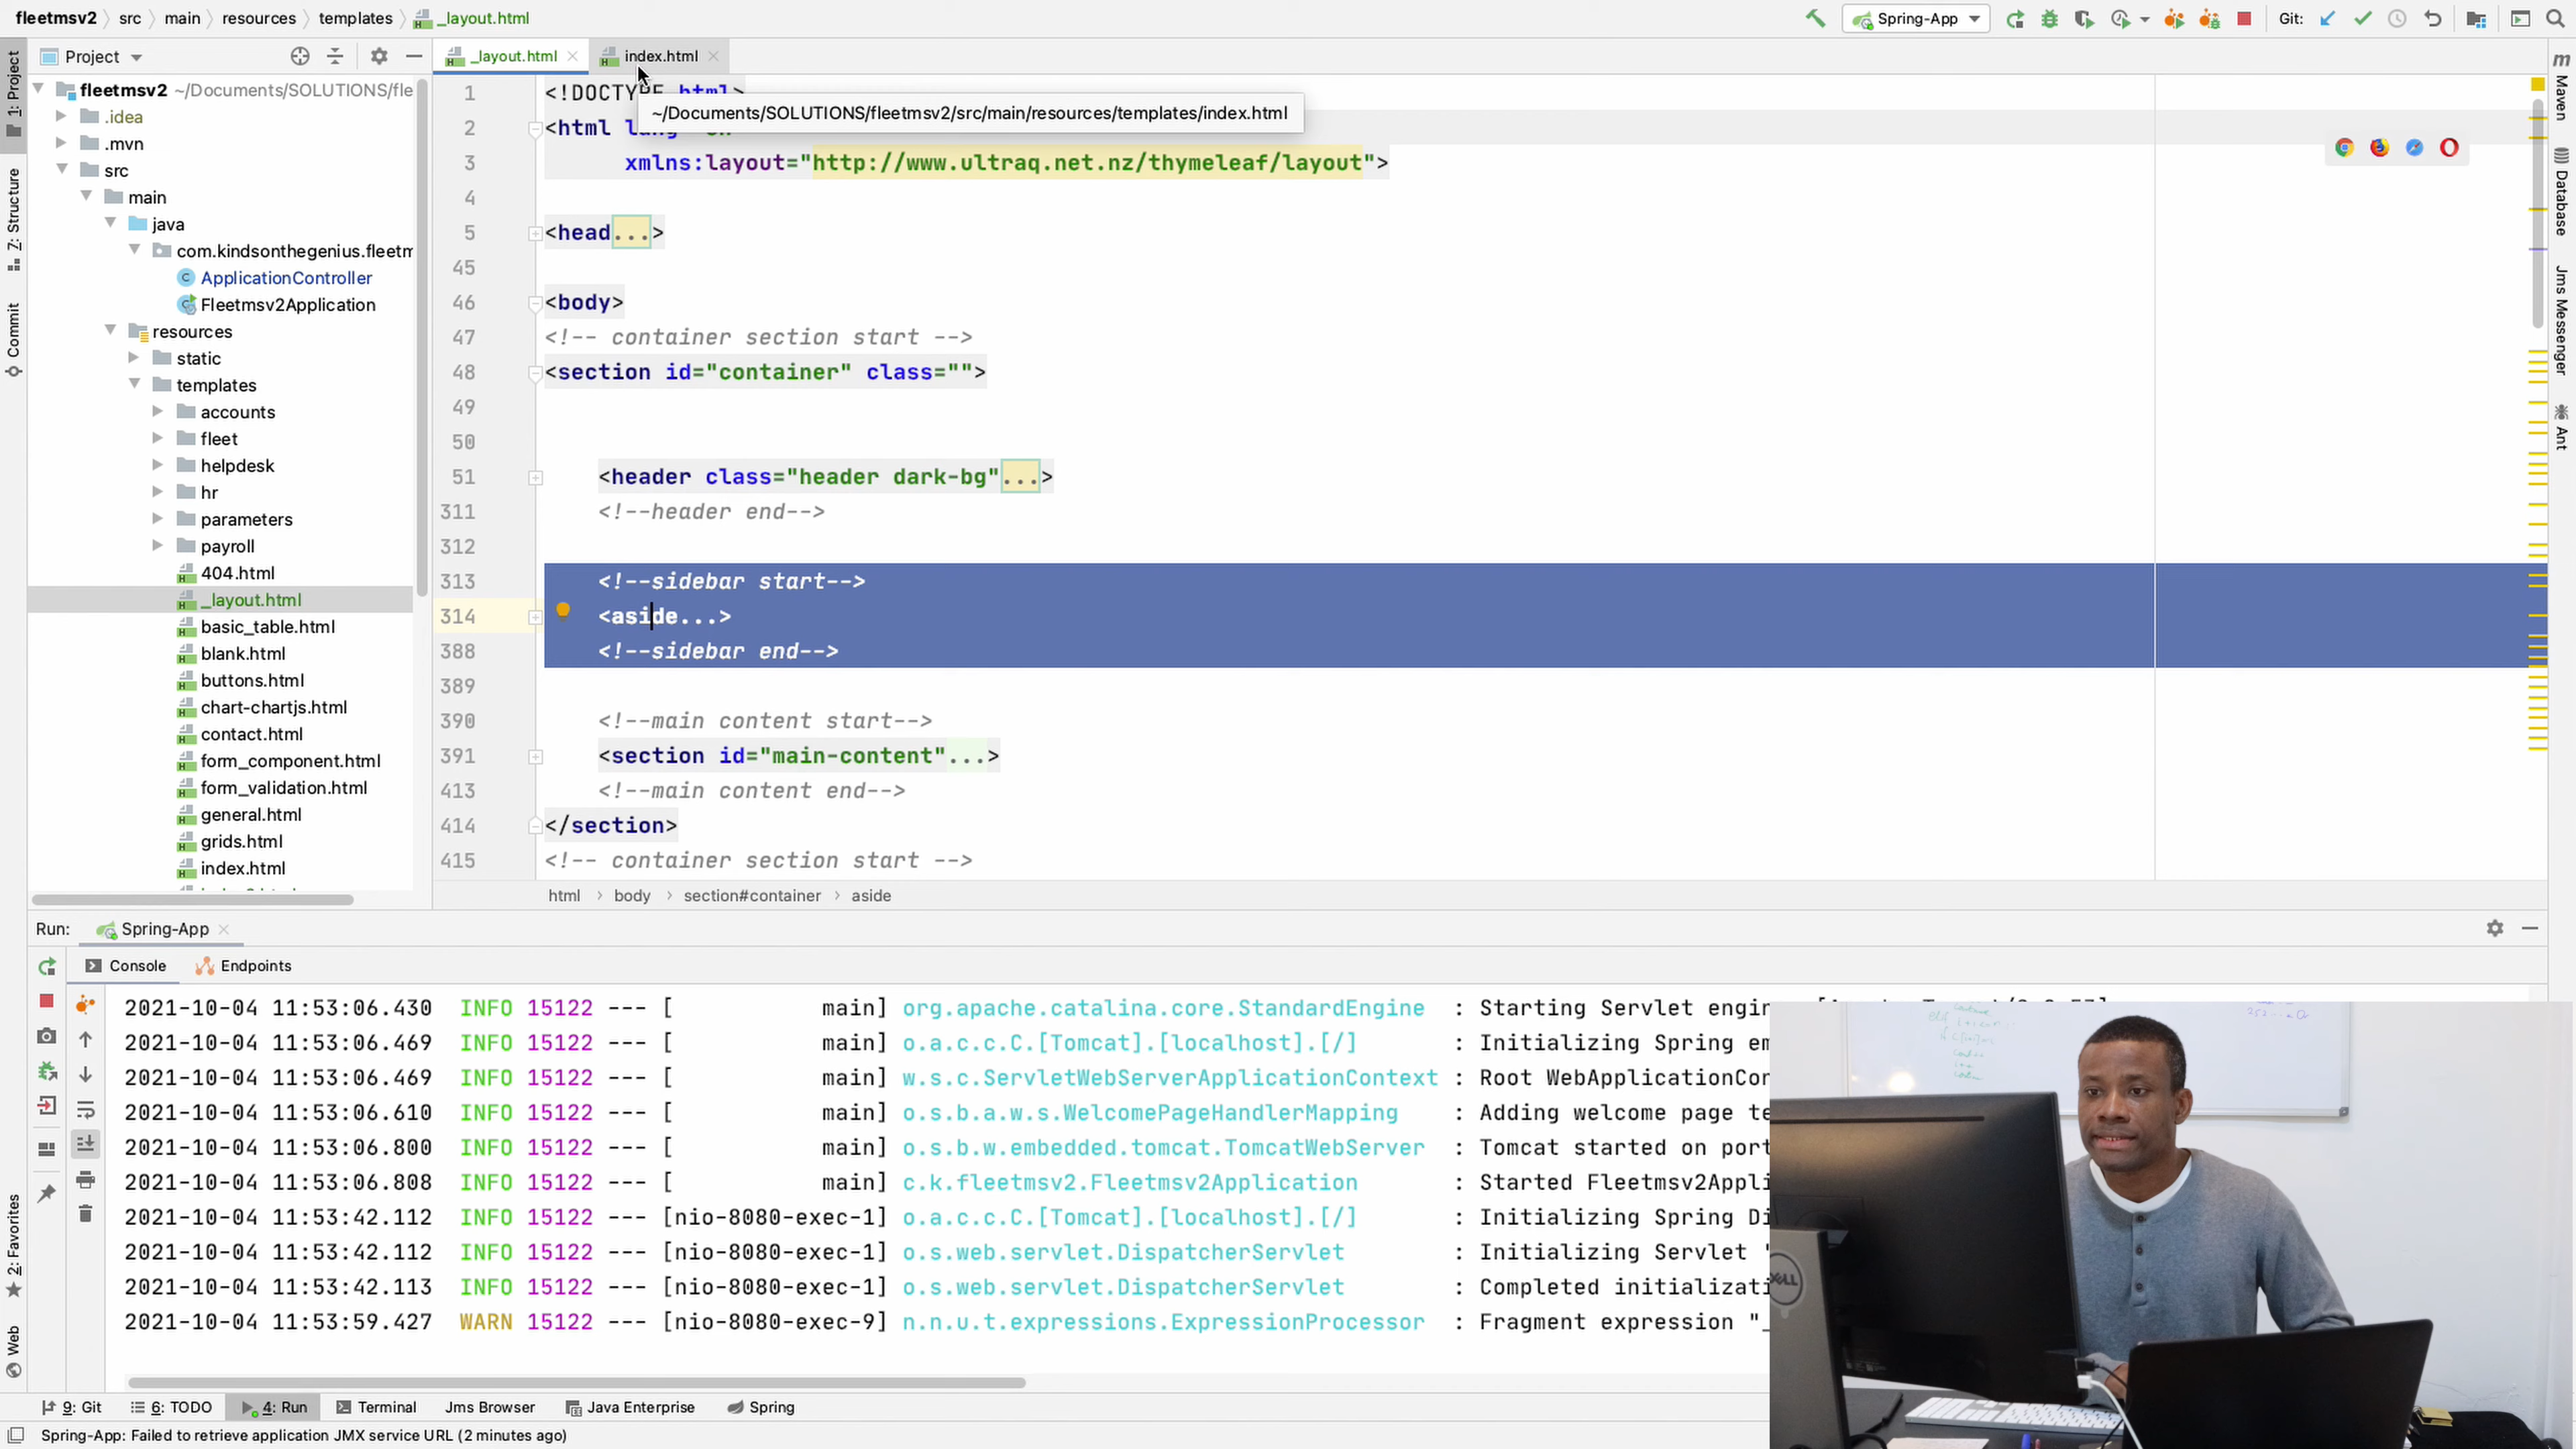 fleetmsv2 src main resources templates _layout.html
Spring-App Git:
Project
_layout.html index.html
fleetmsv2 ~/Documents/SOLUTIONS/fle
.idea
.mvn
src
main
java
com.kindsonthegenius.fleetm
ApplicationController
Fleetmsv2Application
resources
static
templates
accounts
fleet
helpdesk
hr
parameters
payroll
404.html
_layout.html
basic_table.html
blank.html
buttons.html
chart-chartjs.html
contact.html
form_component.html
form_validation.html
general.html
grids.html
index.html
1: Project
7: Structure
Commit
2: Favorites
Web
1 <!DOCTYPE html>
~/Documents/SOLUTIONS/fleetmsv2/src/main/resources/templates/index.html
2 <html
3 xmlns:layout="http://www.ultraq.net.nz/thymeleaf/layout">
4
5 <head...>
45
46 <body>
47 <!-- container section start -->
48 <section id="container" class="">
49
50
51 <header class="header dark-bg"...>
311 <!--header end-->
312
313 <!--sidebar start-->
314 <aside...>
388 <!--sidebar end-->
389
390 <!--main content start-->
391 <section id="main-content"...>
413 <!--main content end-->
414 </section>
415 <!-- container section start -->
html body section#container aside
m Maven
Database
Jms Messenger
Ant
Run: Spring-App
Console Endpoints
2021-10-04 11:53:06.430 INFO 15122 --- [ main] org.apache.catalina.core.StandardEngine : Starting Servlet engin
2021-10-04 11:53:06.469 INFO 15122 --- [ main] o.a.c.c.C.[Tomcat].[localhost].[/] : Initializing Spring em
2021-10-04 11:53:06.469 INFO 15122 --- [ main] w.s.c.ServletWebServerApplicationContext : Root WebApplicationCon
2021-10-04 11:53:06.610 INFO 15122 --- [ main] o.s.b.a.w.s.WelcomePageHandlerMapping : Adding welcome page te
2021-10-04 11:53:06.800 INFO 15122 --- [ main] o.s.b.w.embedded.tomcat.TomcatWebServer : Tomcat started on port
2021-10-04 11:53:06.808 INFO 15122 --- [ main] c.k.fleetmsv2.Fleetmsv2Application : Started Fleetmsv2Appli
2021-10-04 11:53:42.112 INFO 15122 --- [nio-8080-exec-1] o.a.c.c.C.[Tomcat].[localhost].[/] : Initializing Spring Di
2021-10-04 11:53:42.112 INFO 15122 --- [nio-8080-exec-1] o.s.web.servlet.DispatcherServlet : Initializing Servlet '
2021-10-04 11:53:42.113 INFO 15122 --- [nio-8080-exec-1] o.s.web.servlet.DispatcherServlet : Completed initializati
2021-10-04 11:53:59.427 WARN 15122 --- [nio-8080-exec-9] n.n.u.t.expressions.ExpressionProcessor : Fragment expression "_
DELL
9: Git 6: TODO 4: Run Terminal Jms Browser Java Enterprise Spring
Spring-App: Failed to retrieve application JMX service URL (2 minutes ago)